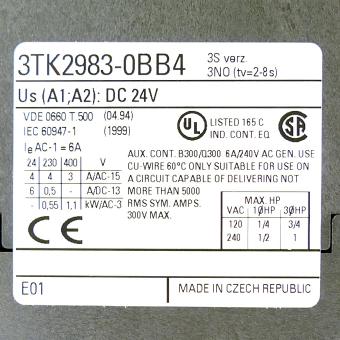 3TK2983-0BB4
3S verz.
3NO (tv=2-8s)
Us (A1;A2): DC 24V
VDE 0660 T.500 (04.94)
IEC 60947-1 (1999)
Ie AC-1 = 6A
UL LISTED 165 C
IND. CONT. EQ
SA
24 230 400 V
4 4 3 A/AC-15
6 0,5 - A/DC-13
- 0,55 1,1 kW/AC-3
AUX. CONT. B300/Q300 6A/240V AC GEN. USE
CU-WIRE 60°C ONLY SUITABLE FOR USE ON
A CIRCUIT CAPABLE OF DELIVERING NOT
MORE THAN 5000
RMS SYM. AMPS.
300V MAX.
MAX. HP
VAC 1ØHP 3ØHP
120 1/4 3/4
240 1/2 1
CE
E01
MADE IN CZECH REPUBLIC